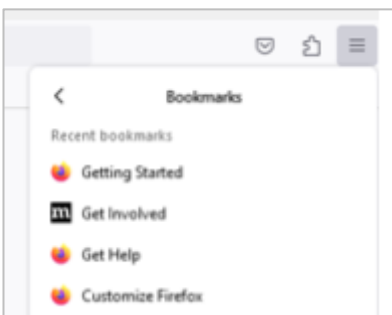 Bookmarks
Recent bookmarks
Getting Started
m Get Involved
Get Help
Customize Firefox